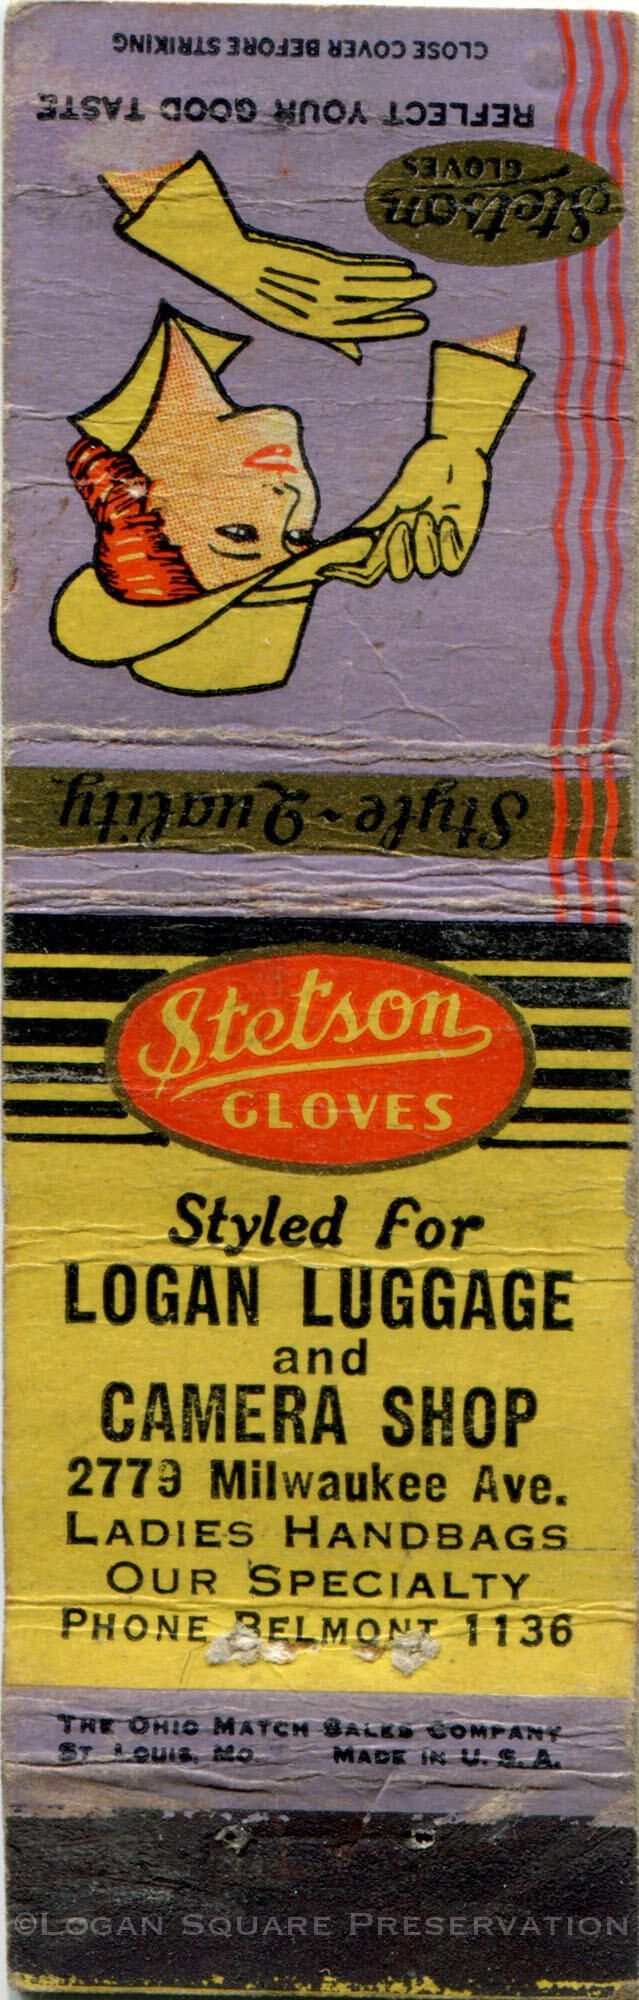 CLOSE COVER BEFORE STRIKING
REFLECT YOUR GOOD TASTE
Stetson
GLOVES
Style-Quality
Stetson
GLOVES
Styled for
LOGAN LUGGAGE
and
CAMERA SHOP
2779 Milwaukee Ave.
LADIES HANDBAGS
OUR SPECIALTY
PHONE BELMONT 1136
THE OHIO MATCH SALES COMPANY
ST. LOUIS, MO. MADE IN U. S. A.
©LOGAN SQUARE PRESERVATION